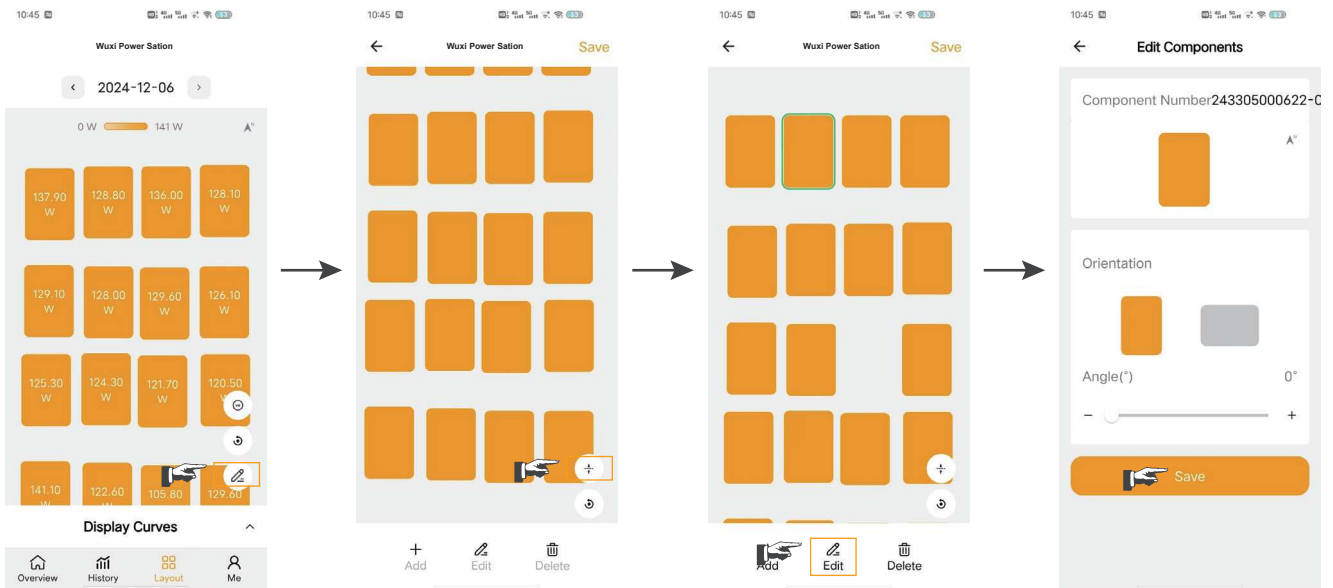 10:45
Wuxi Power Sation
2024-12-06
0 W
141 W
N
137.90
W
128.80
W
136.00
W
128.10
W
129.10
W
128.00
W
129.60
W
126.10
W
125.30
W
124.30
W
121.70
W
120.50
W
141.10
W
122.60
W
105.80
129.60
Display Curves
Overview
History
Layout
Me
10:45
Wuxi Power Sation
Save
Add
Edit
Delete
10:45
Wuxi Power Sation
Save
Add
Edit
Delete
10:45
Edit Components
Component Number243305000622-0
N
Orientation
Angle(°)
0°
Save